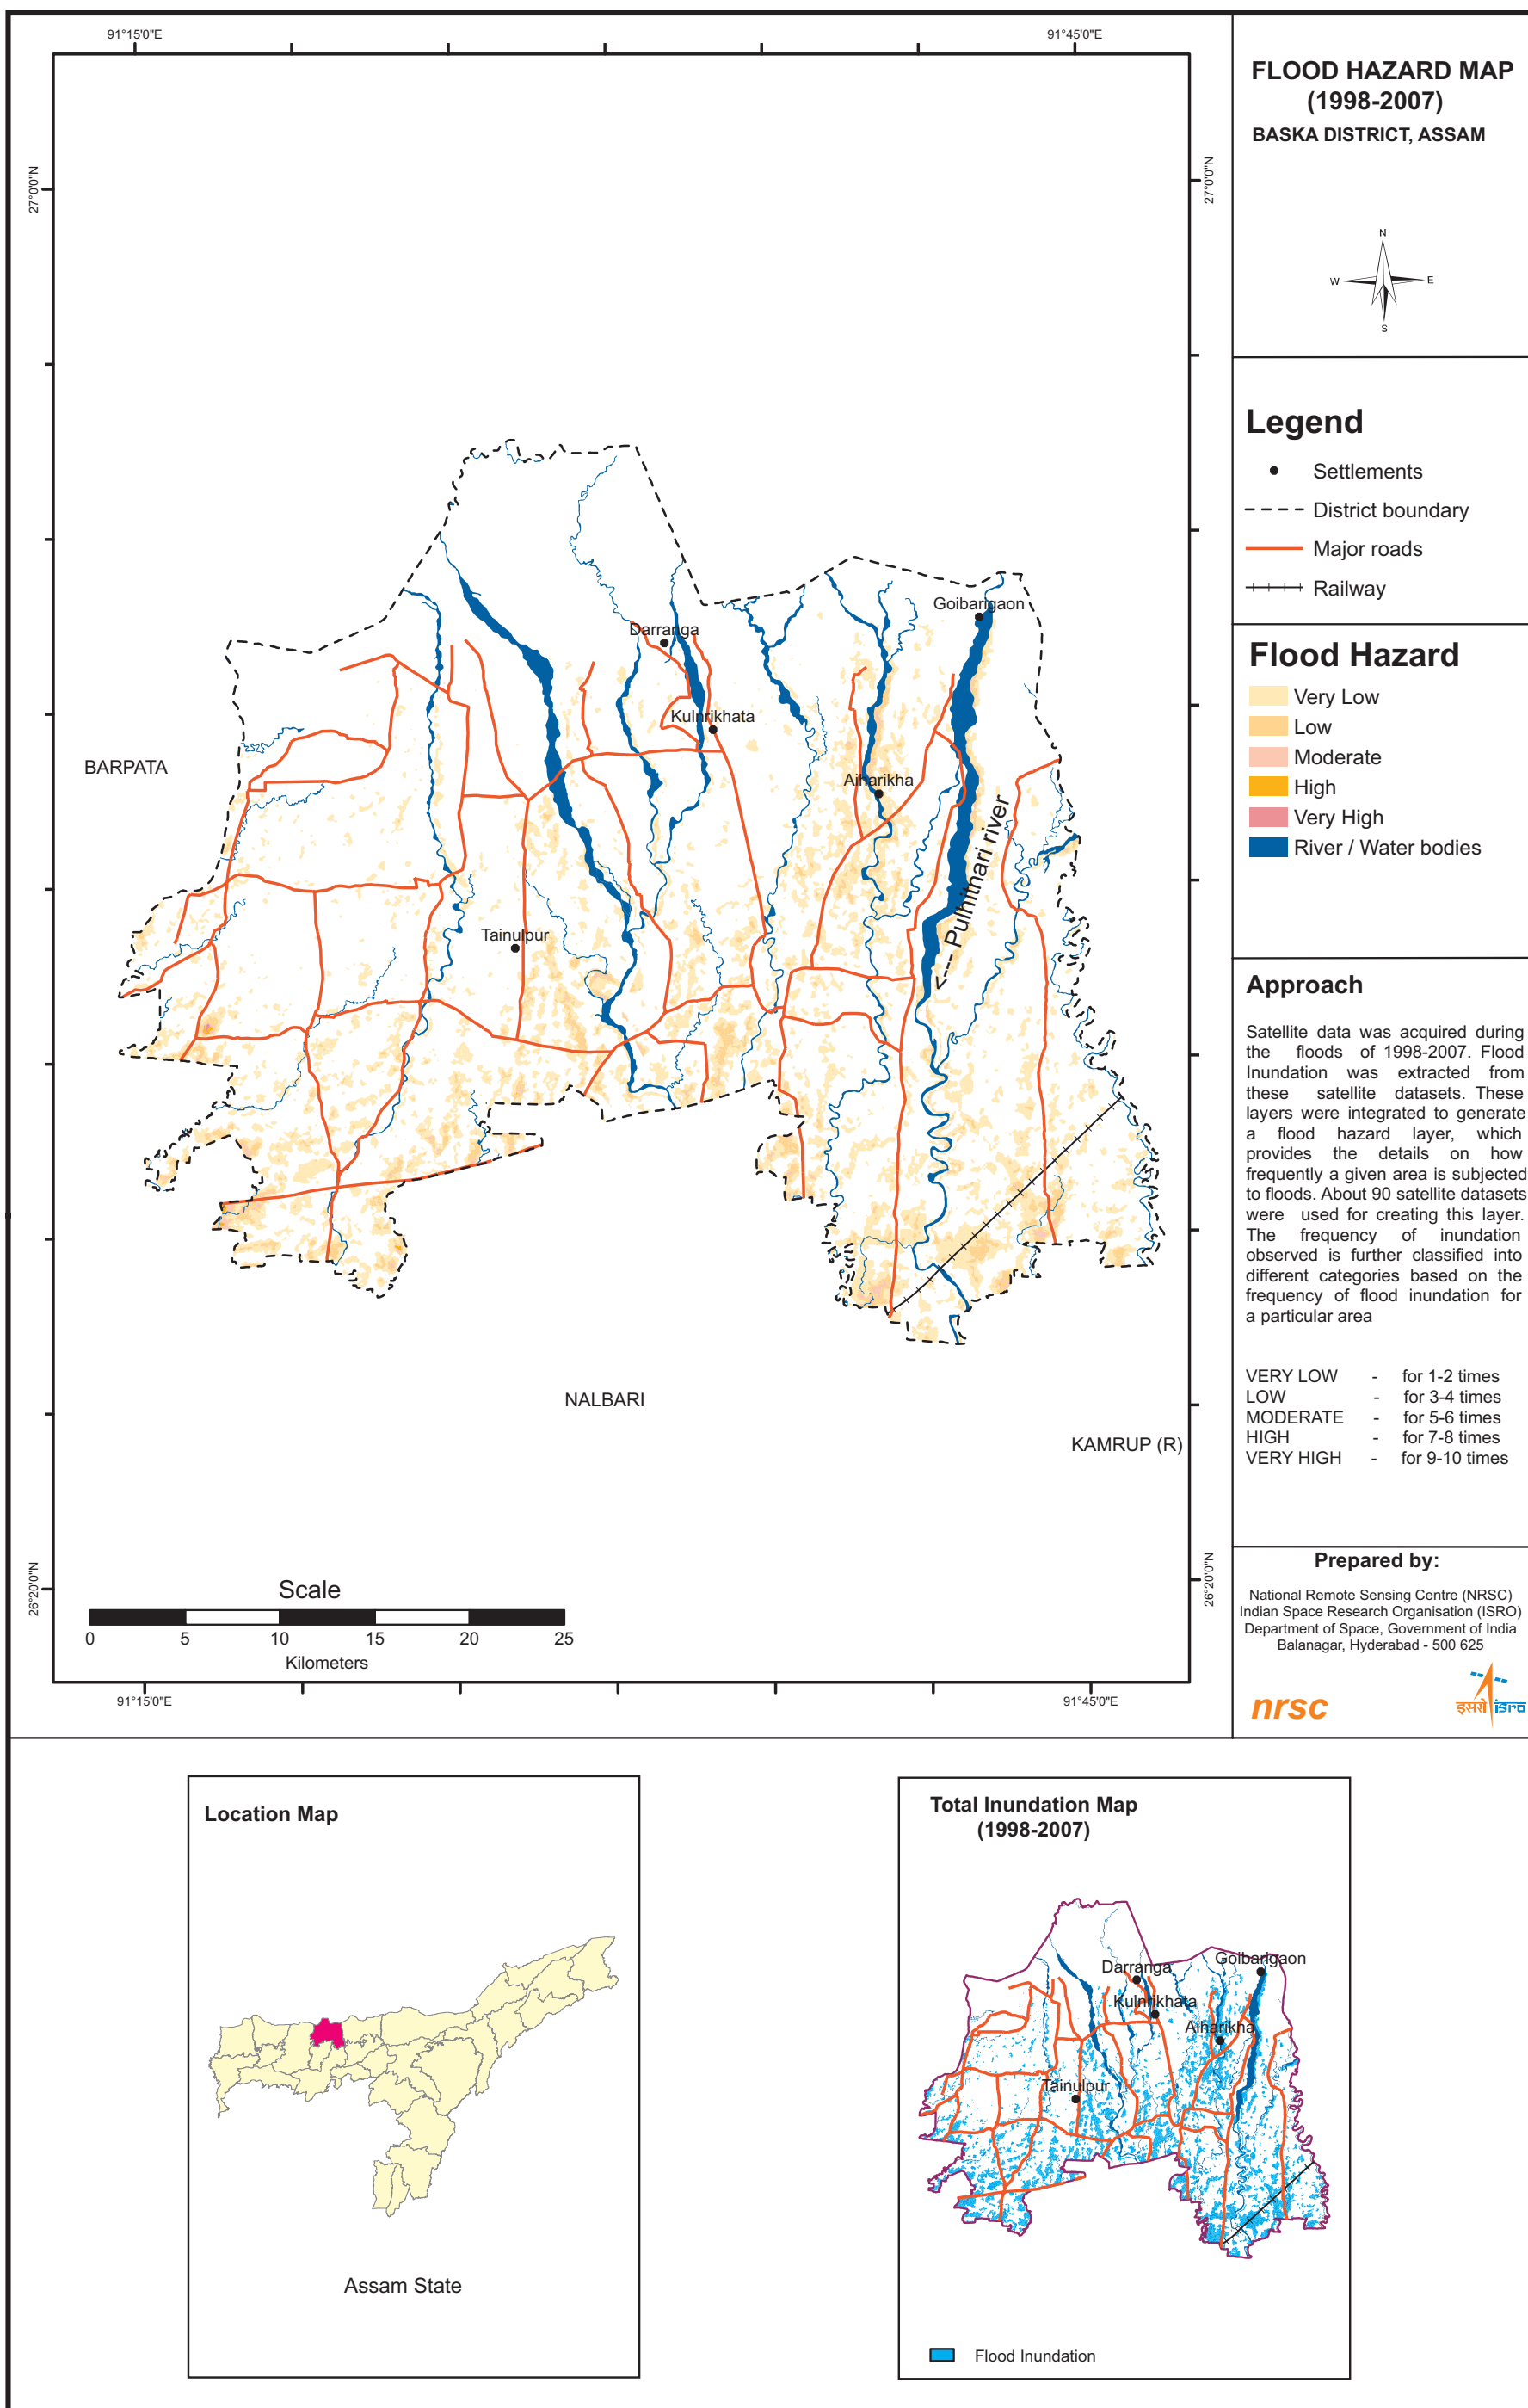 91°15'0"E
91°45'0"E
27°0'0"N
27°0'0"N
FLOOD HAZARD MAP
(1998-2007)
BASKA DISTRICT, ASSAM
N
W
E
S
Legend
Settlements
District boundary
Major roads
Railway
Flood Hazard
Very Low
Low
Moderate
High
Very High
River / Water bodies
Goibarigaon
Darranga
Kulnrikhata
BARPATA
Aiharikha
Pulhitnari river
Tainulpur
NALBARI
KAMRUP (R)
Approach
Satellite data was acquired during
the floods of 1998-2007. Flood
Inundation was extracted from
these satellite datasets. These
layers were integrated to generate
a flood hazard layer, which
provides the details on how
frequently a given area is subjected
to floods. About 90 satellite datasets
were used for creating this layer.
The frequency of inundation
observed is further classified into
different categories based on the
frequency of flood inundation for
a particular area
VERY LOW - for 1-2 times
LOW - for 3-4 times
MODERATE - for 5-6 times
HIGH - for 7-8 times
VERY HIGH - for 9-10 times
26°20'0"N
26°20'0"N
Scale
0 5 10 15 20 25
Kilometers
91°15'0"E
91°45'0"E
Prepared by:
National Remote Sensing Centre (NRSC)
Indian Space Research Organisation (ISRO)
Department of Space, Government of India
Balanagar, Hyderabad - 500 625
nrsc
इसरो isro
Location Map
Assam State
Total Inundation Map
(1998-2007)
Goibarigaon
Darranga
Kulnrikhata
Aiharikha
Tainulpur
Flood Inundation